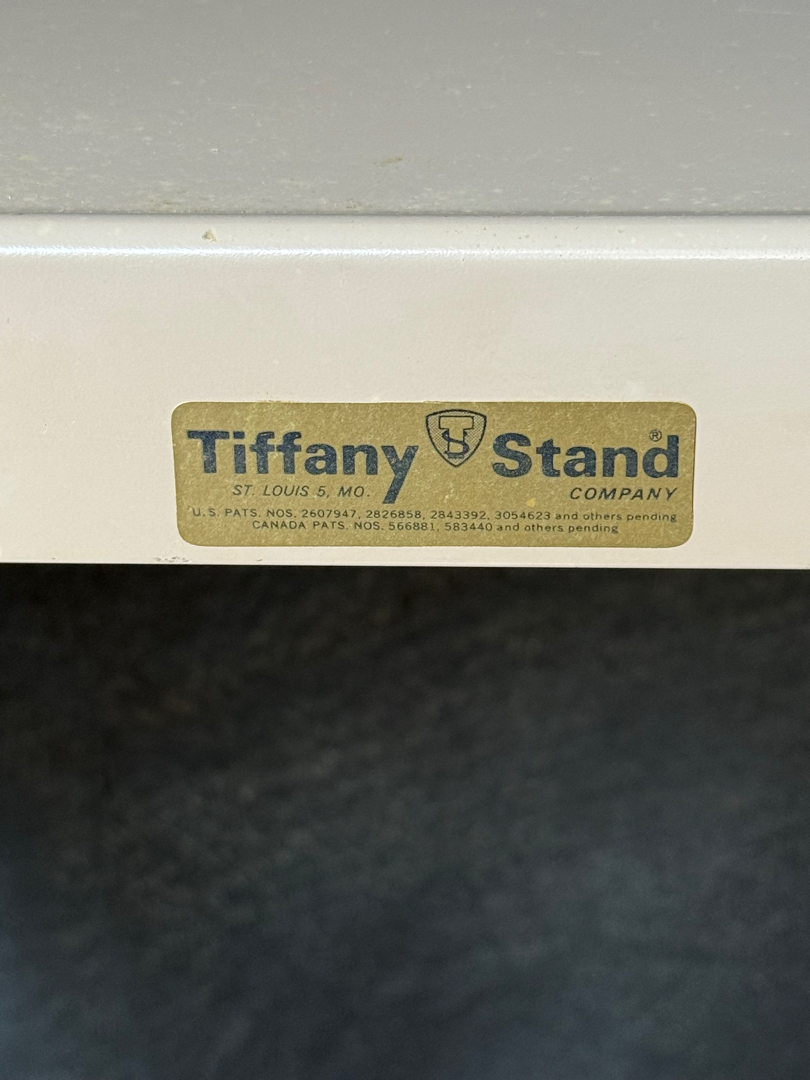 Tiffany TS Stand®
ST. LOUIS 5, MO. COMPANY
U.S. PATS. NOS. 2607947, 2826858, 2843392, 3054623 and others pending
CANADA PATS. NOS. 566881, 583440 and others pending